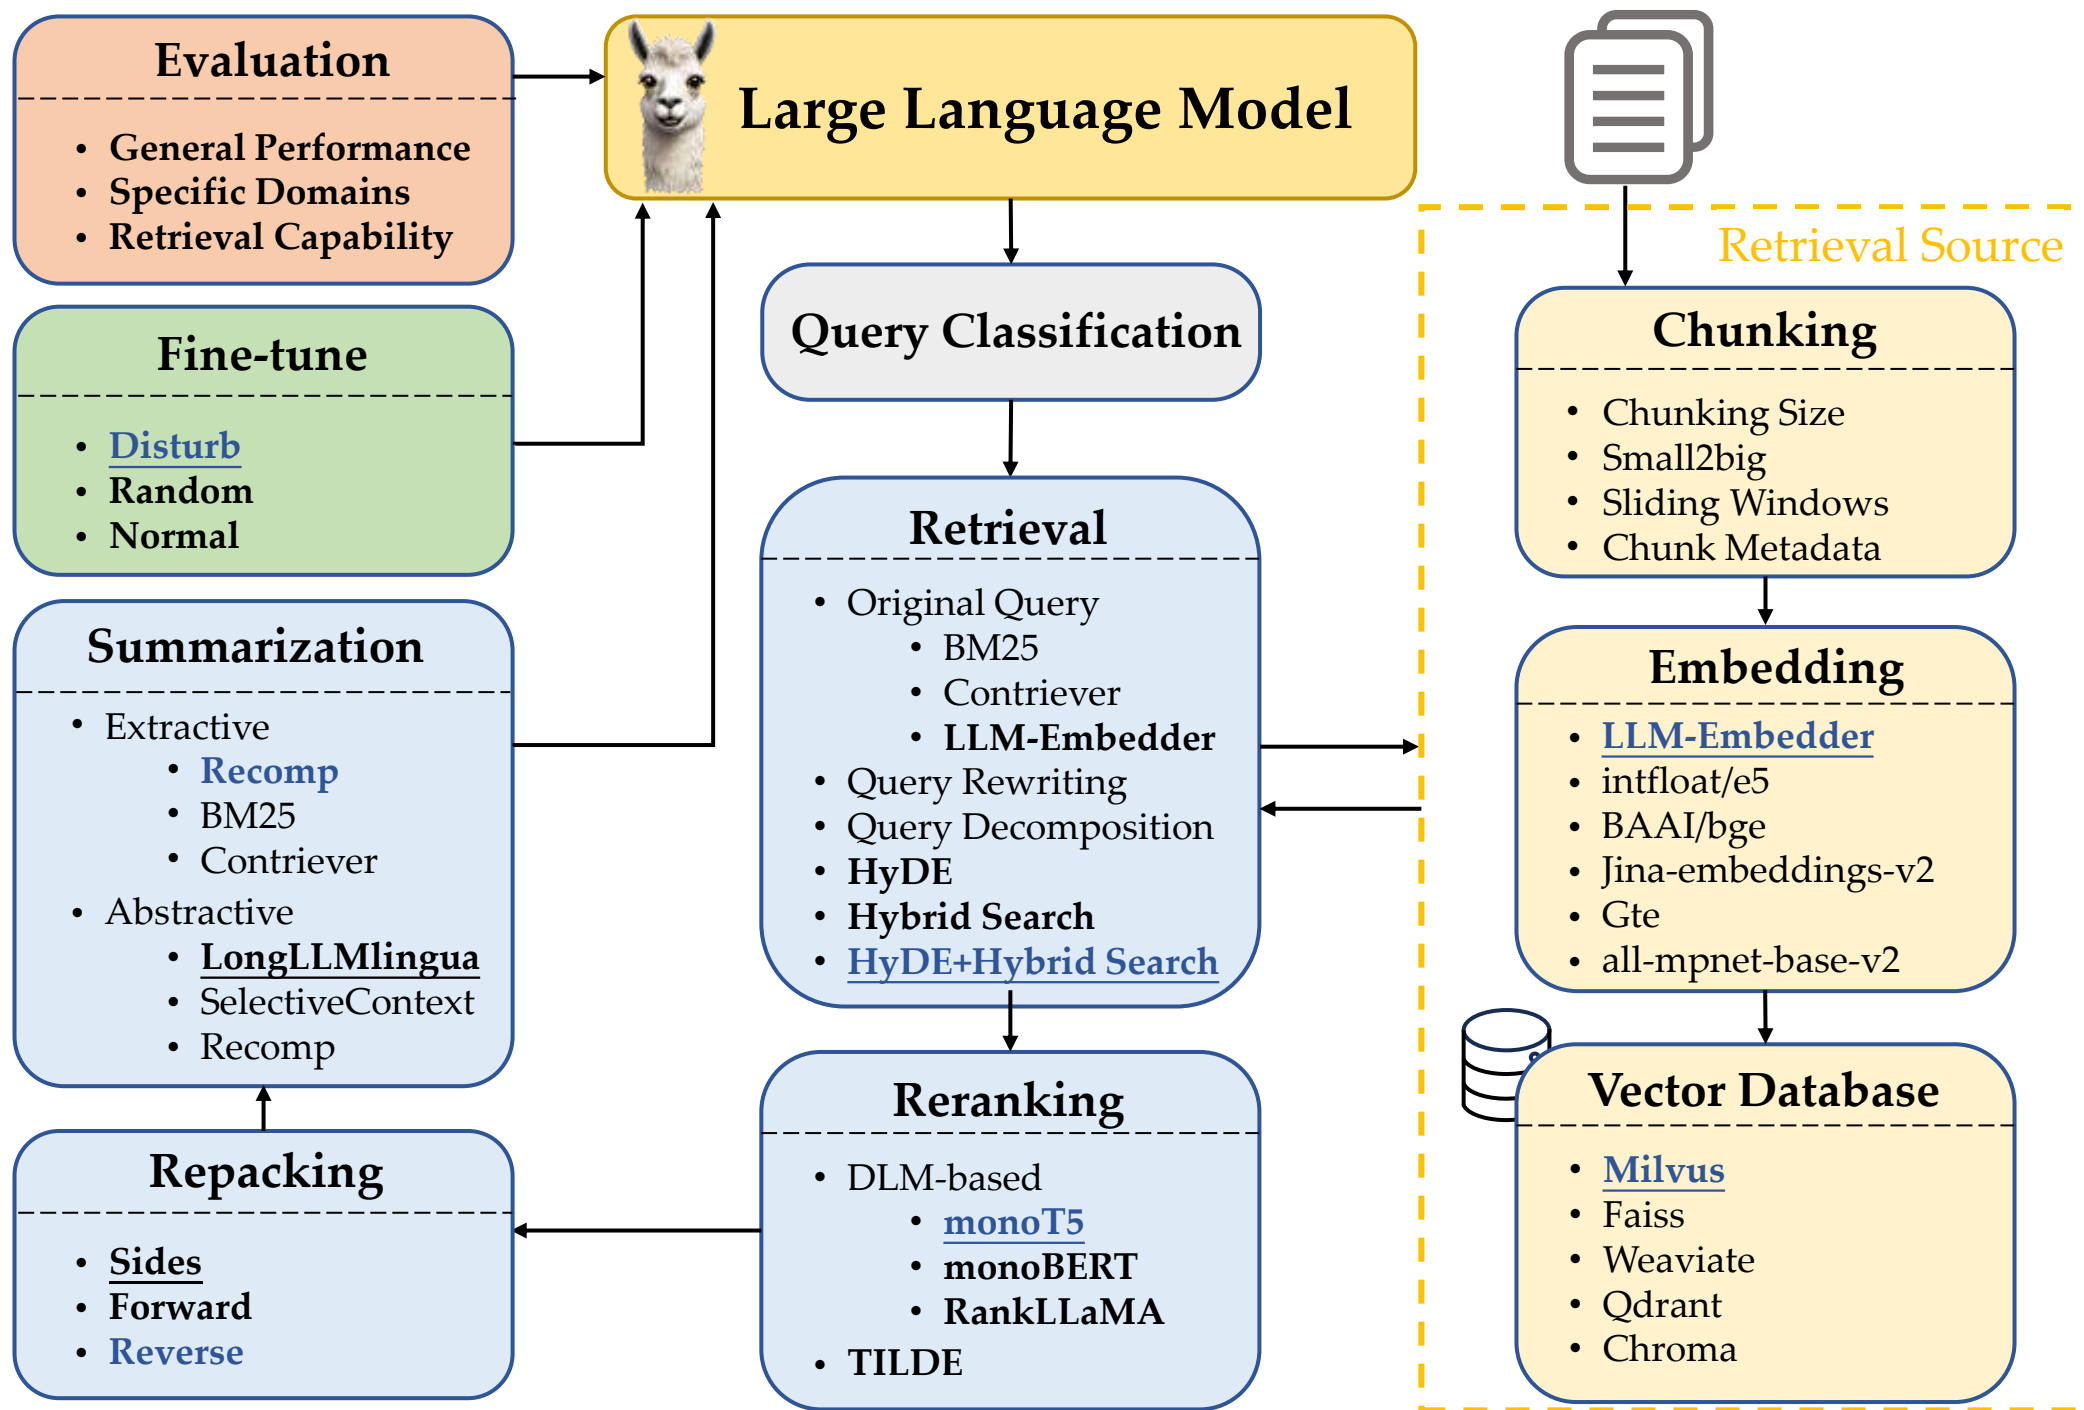 Evaluation
• General Performance
• Specific Domains
• Retrieval Capability
Fine-tune
• Disturb
• Random
• Normal
Summarization
• Extractive
• Recomp
• BM25
• Contriever
• Abstractive
• LongLLMlingua
• SelectiveContext
• Recomp
Repacking
• Sides
• Forward
• Reverse
Large Language Model
Query Classification
Retrieval
• Original Query
• BM25
• Contriever
• LLM-Embedder
• Query Rewriting
• Query Decomposition
• HyDE
• Hybrid Search
• HyDE+Hybrid Search
Reranking
• DLM-based
• monoT5
• monoBERT
• RankLLaMA
• TILDE
Retrieval Source
Chunking
• Chunking Size
• Small2big
• Sliding Windows
• Chunk Metadata
Embedding
• LLM-Embedder
• intfloat/e5
• BAAI/bge
• Jina-embeddings-v2
• Gte
• all-mpnet-base-v2
Vector Database
• Milvus
• Faiss
• Weaviate
• Qdrant
• Chroma